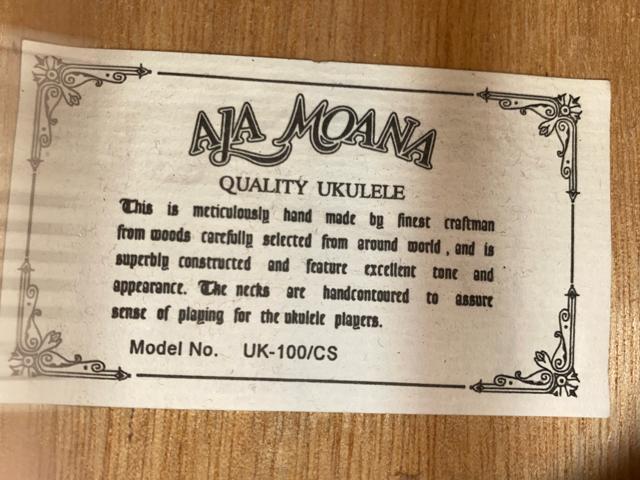 AJA MOANA
QUALITY UKULELE
This is meticulously hand made by finest craftman
from woods carefully selected from around world , and is
superbly constructed and feature excellent tone and
appearance. The necks are handcontoured to assure
sense of playing for the ukulele players.
Model No. UK-100/CS